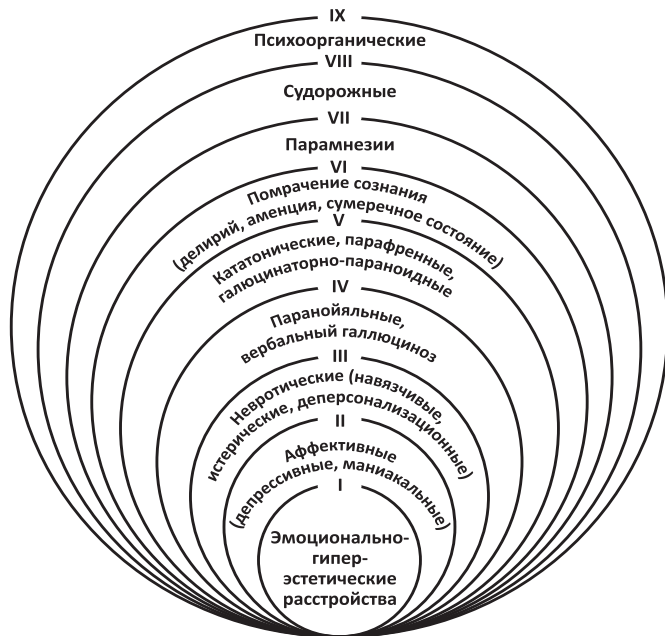 IX
Психоорганические
VIII
Судорожные
VII
Парамнезии
VI
Помрачение сознания
(делирий, аменция, сумеречное состояние)
V
Кататонические, парафренные,
галюцинаторно-параноидные
IV
Паранойяльные,
вербальный галлюциноз
III
Невротические (навязчивые,
истерические, деперсонализационные)
II
Аффективные
(депрессивные, маниакальные)
I
Эмоционально-
гипер-
эстетические
расстройства